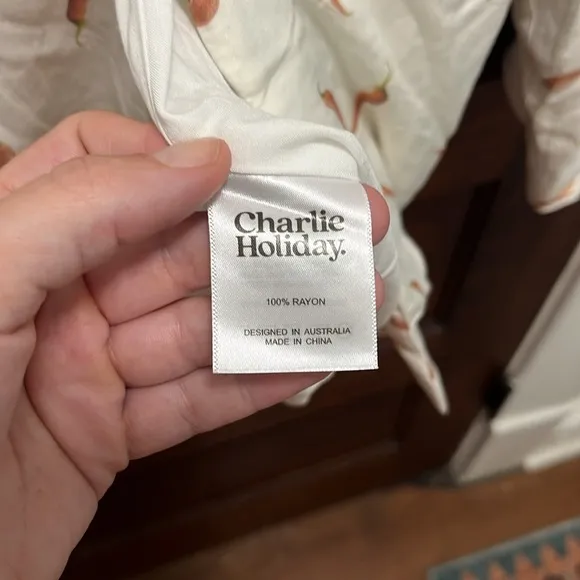 Charlie
Holiday.
100% RAYON
DESIGNED IN AUSTRALIA
MADE IN CHINA